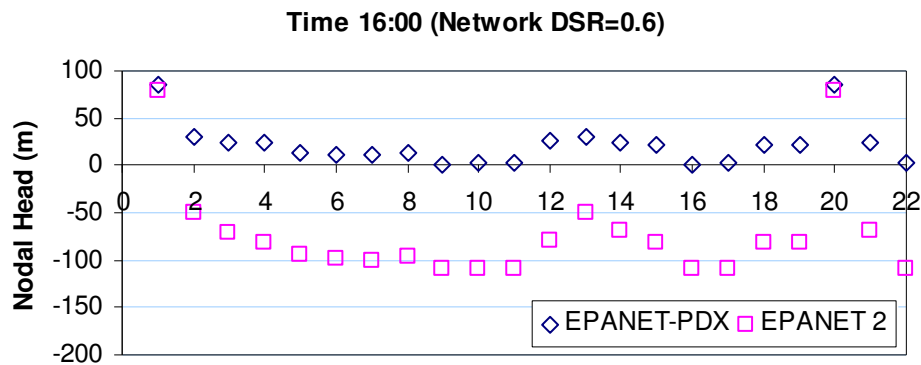 Time 16:00 (Network DSR=0.6)
Nodal Head (m)
100
50
0
0 2 4 6 8 10 12 14 16 18 20 22
-50
-100
-150
EPANET-PDX EPANET 2
-200